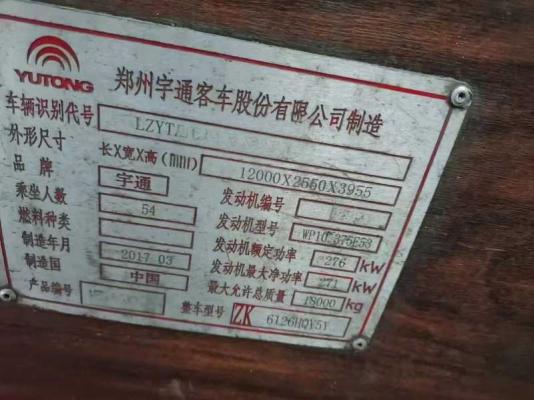 YUTONG
郑州宇通客车股份有限公司制造
车辆识别代号 LZYT
外形尺寸 长X宽X高(mm) 12000X2550X3955
品牌 宇通 发动机编号
乘坐人数 54 发动机型号 WP10.375E53
燃料种类 发动机额定功率 276 kW
制造年月 2017 03 发动机最大净功率 271 kW
制造国 中国 最大允许总质量 18000 kg
产品编号 整车型号 ZK 6126HQY5Y